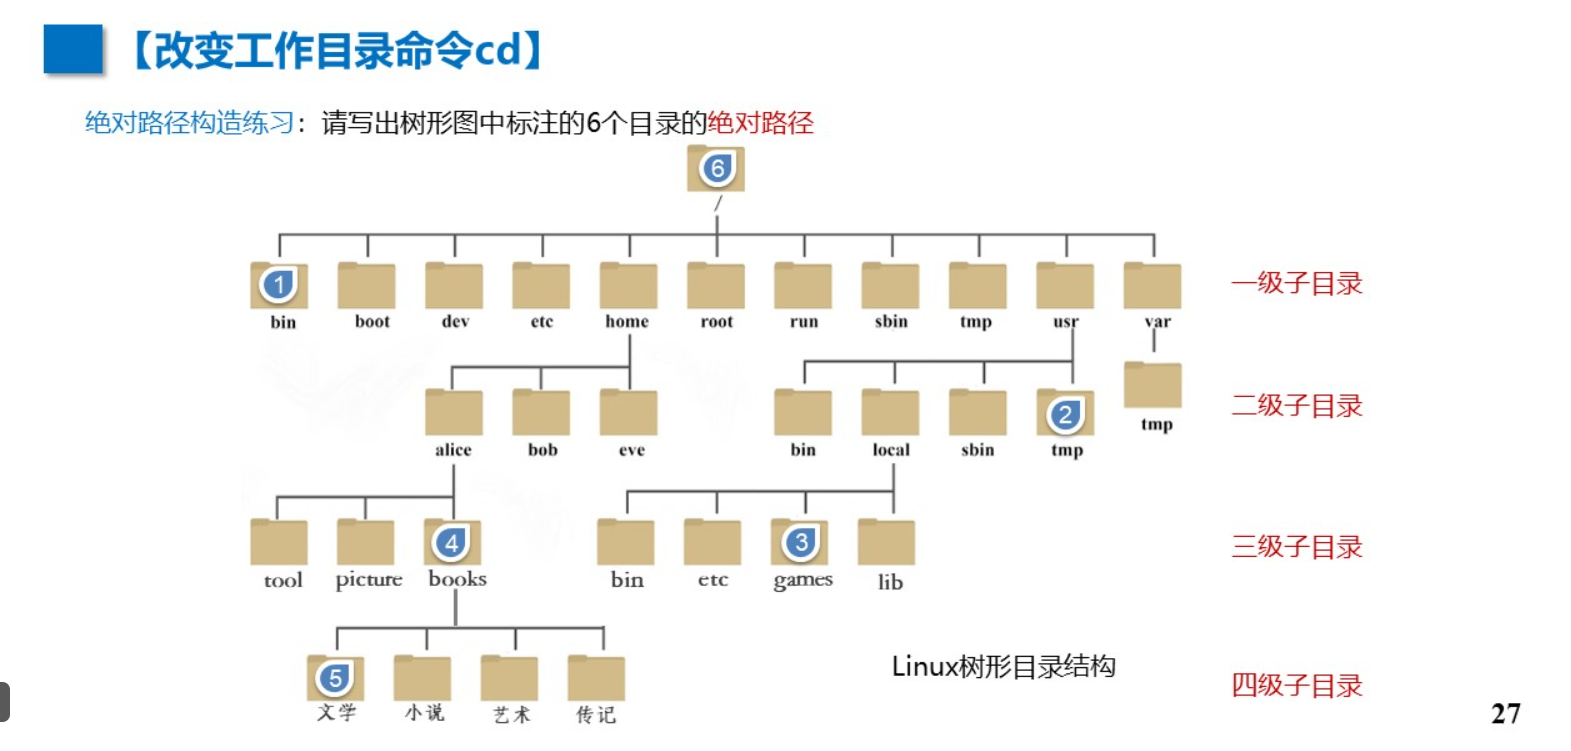 【改变工作目录命令cd】
绝对路径构造练习：请写出树形图中标注的6个目录的绝对路径
6
/
1
bin boot dev etc home root run sbin tmp usr var
一级子目录
2
alice bob eve bin local sbin tmp tmp
二级子目录
4 3
tool picture books bin etc games lib
三级子目录
5
文学 小说 艺术 传记
Linux树形目录结构
四级子目录
27